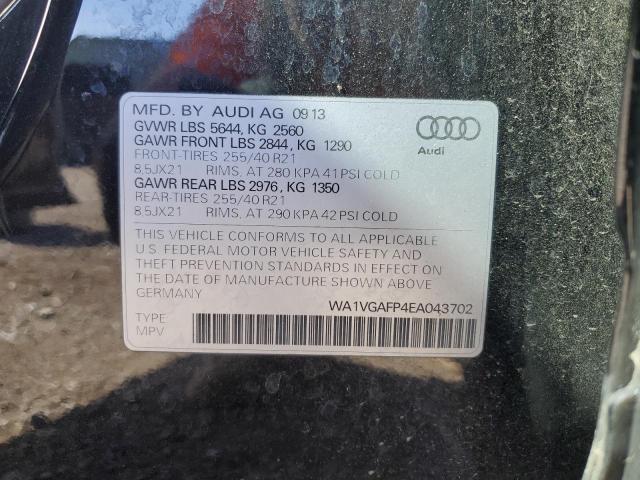 MFD. BY AUDI AG 09 13
GVWR LBS 5644, KG 2560
GAWR FRONT LBS 2844, KG 1290
FRONT-TIRES 255/40 R21
8,5JX21 RIMS, AT 280 KPA 41 PSI COLD
GAWR REAR LBS 2976, KG 1350
REAR-TIRES 255/40 R21
8,5JX21 RIMS, AT 290 KPA 42 PSI COLD
Audi
THIS VEHICLE CONFORMS TO ALL APPLICABLE
U.S. FEDERAL MOTOR VEHICLE SAFETY AND
THEFT PREVENTION STANDARDS IN EFFECT ON
THE DATE OF MANUFACTURE SHOWN ABOVE
GERMANY
WA1VGAFP4EA043702
TYPE
MPV